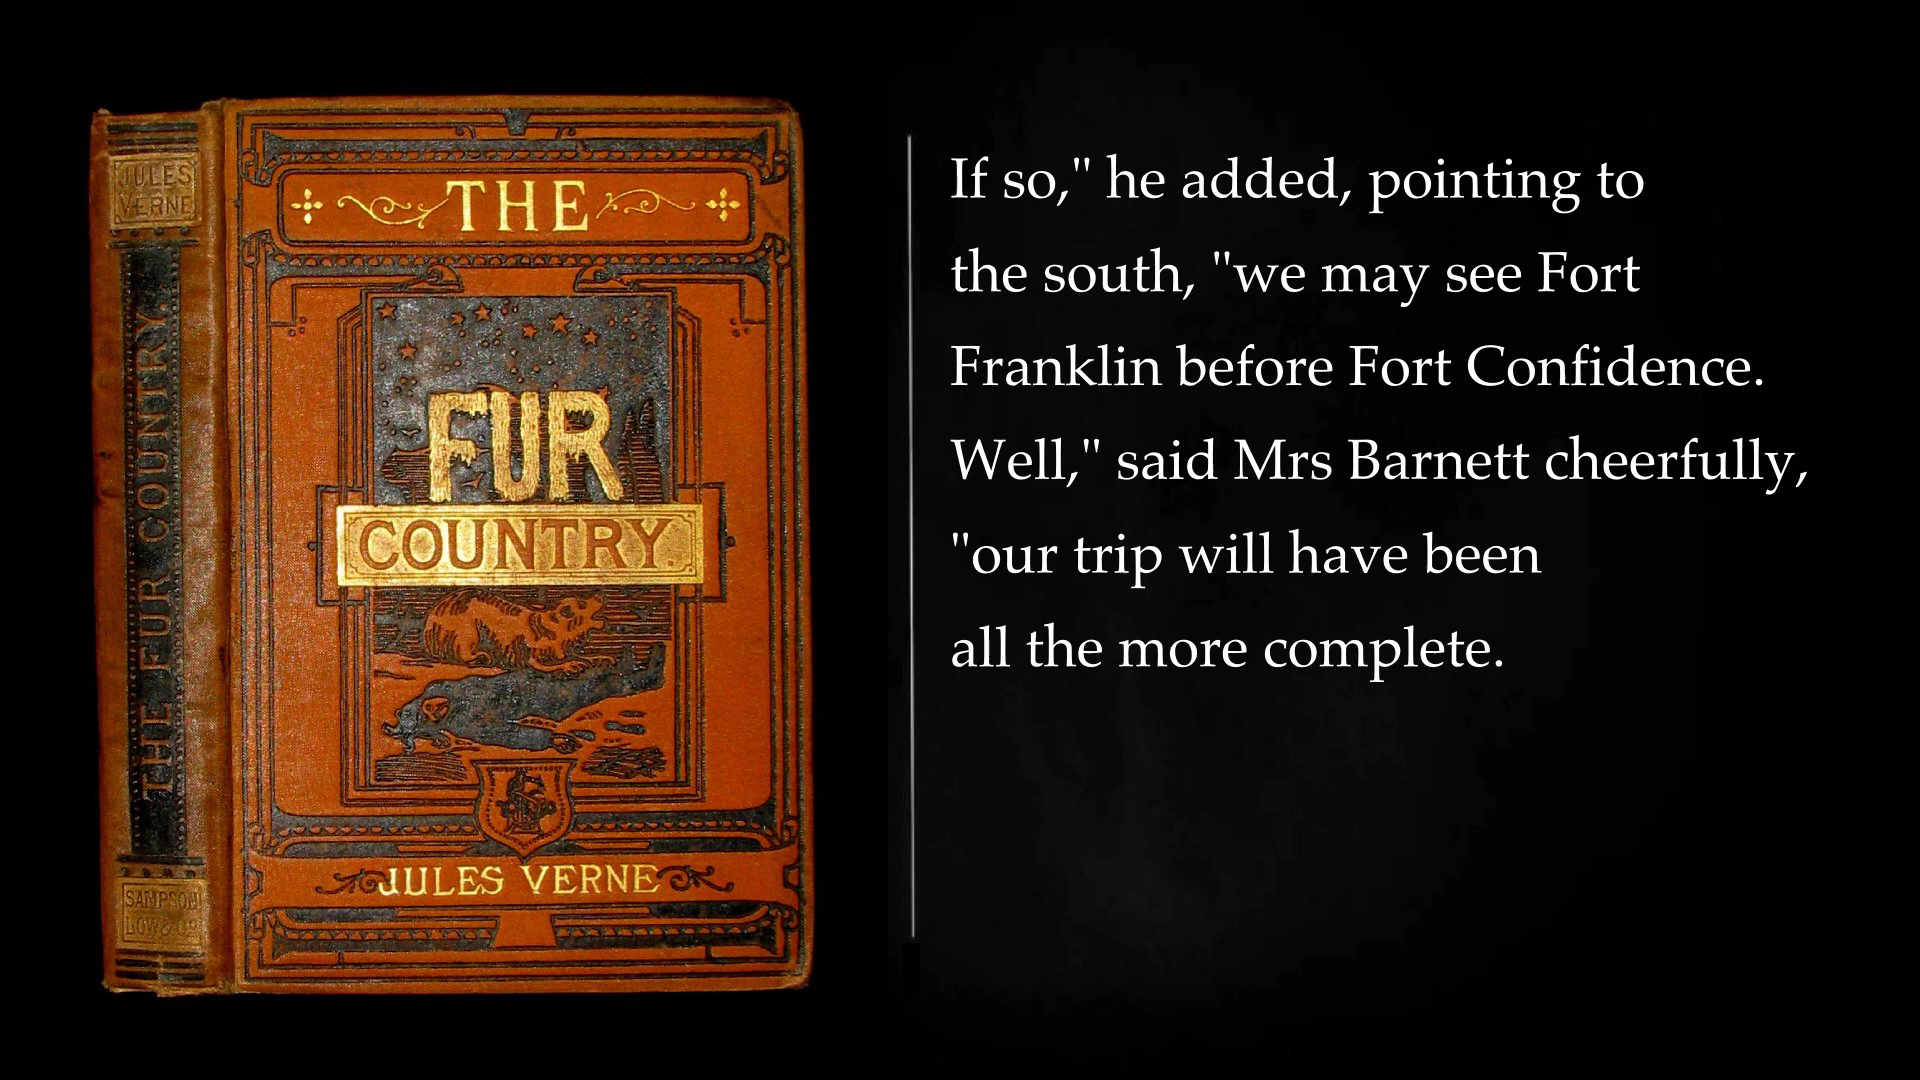 JULES
VERNE
THE FUR COUNTRY.
SAMPSON
LOW & Co
THE
FUR
COUNTRY.
JULES VERNE
If so," he added, pointing to
the south, "we may see Fort
Franklin before Fort Confidence.
Well," said Mrs Barnett cheerfully,
"our trip will have been
all the more complete.